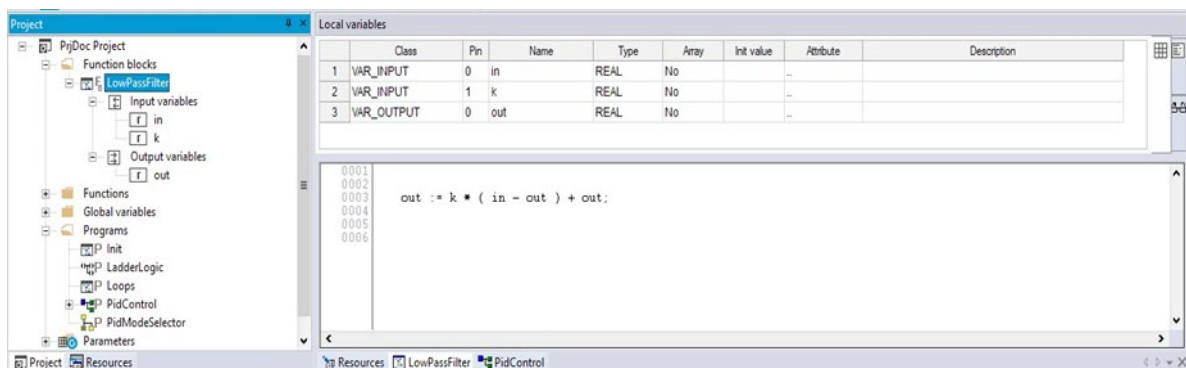 Project
PrjDoc Project
Function blocks
LowPassFilter
Input variables
in
k
Output variables
out
Functions
Global variables
Programs
P Init
P LadderLogic
P Loops
P PidControl
P PidModeSelector
Parameters
Project Resources
Local variables
Class Pin Name Type Array Init value Attribute Description
1 VAR_INPUT 0 in REAL No ..
2 VAR_INPUT 1 k REAL No ..
3 VAR_OUTPUT 0 out REAL No ..
0001
0002
0003 out := k * ( in - out ) + out;
0004
0005
0006
Resources LowPassFilter PidControl